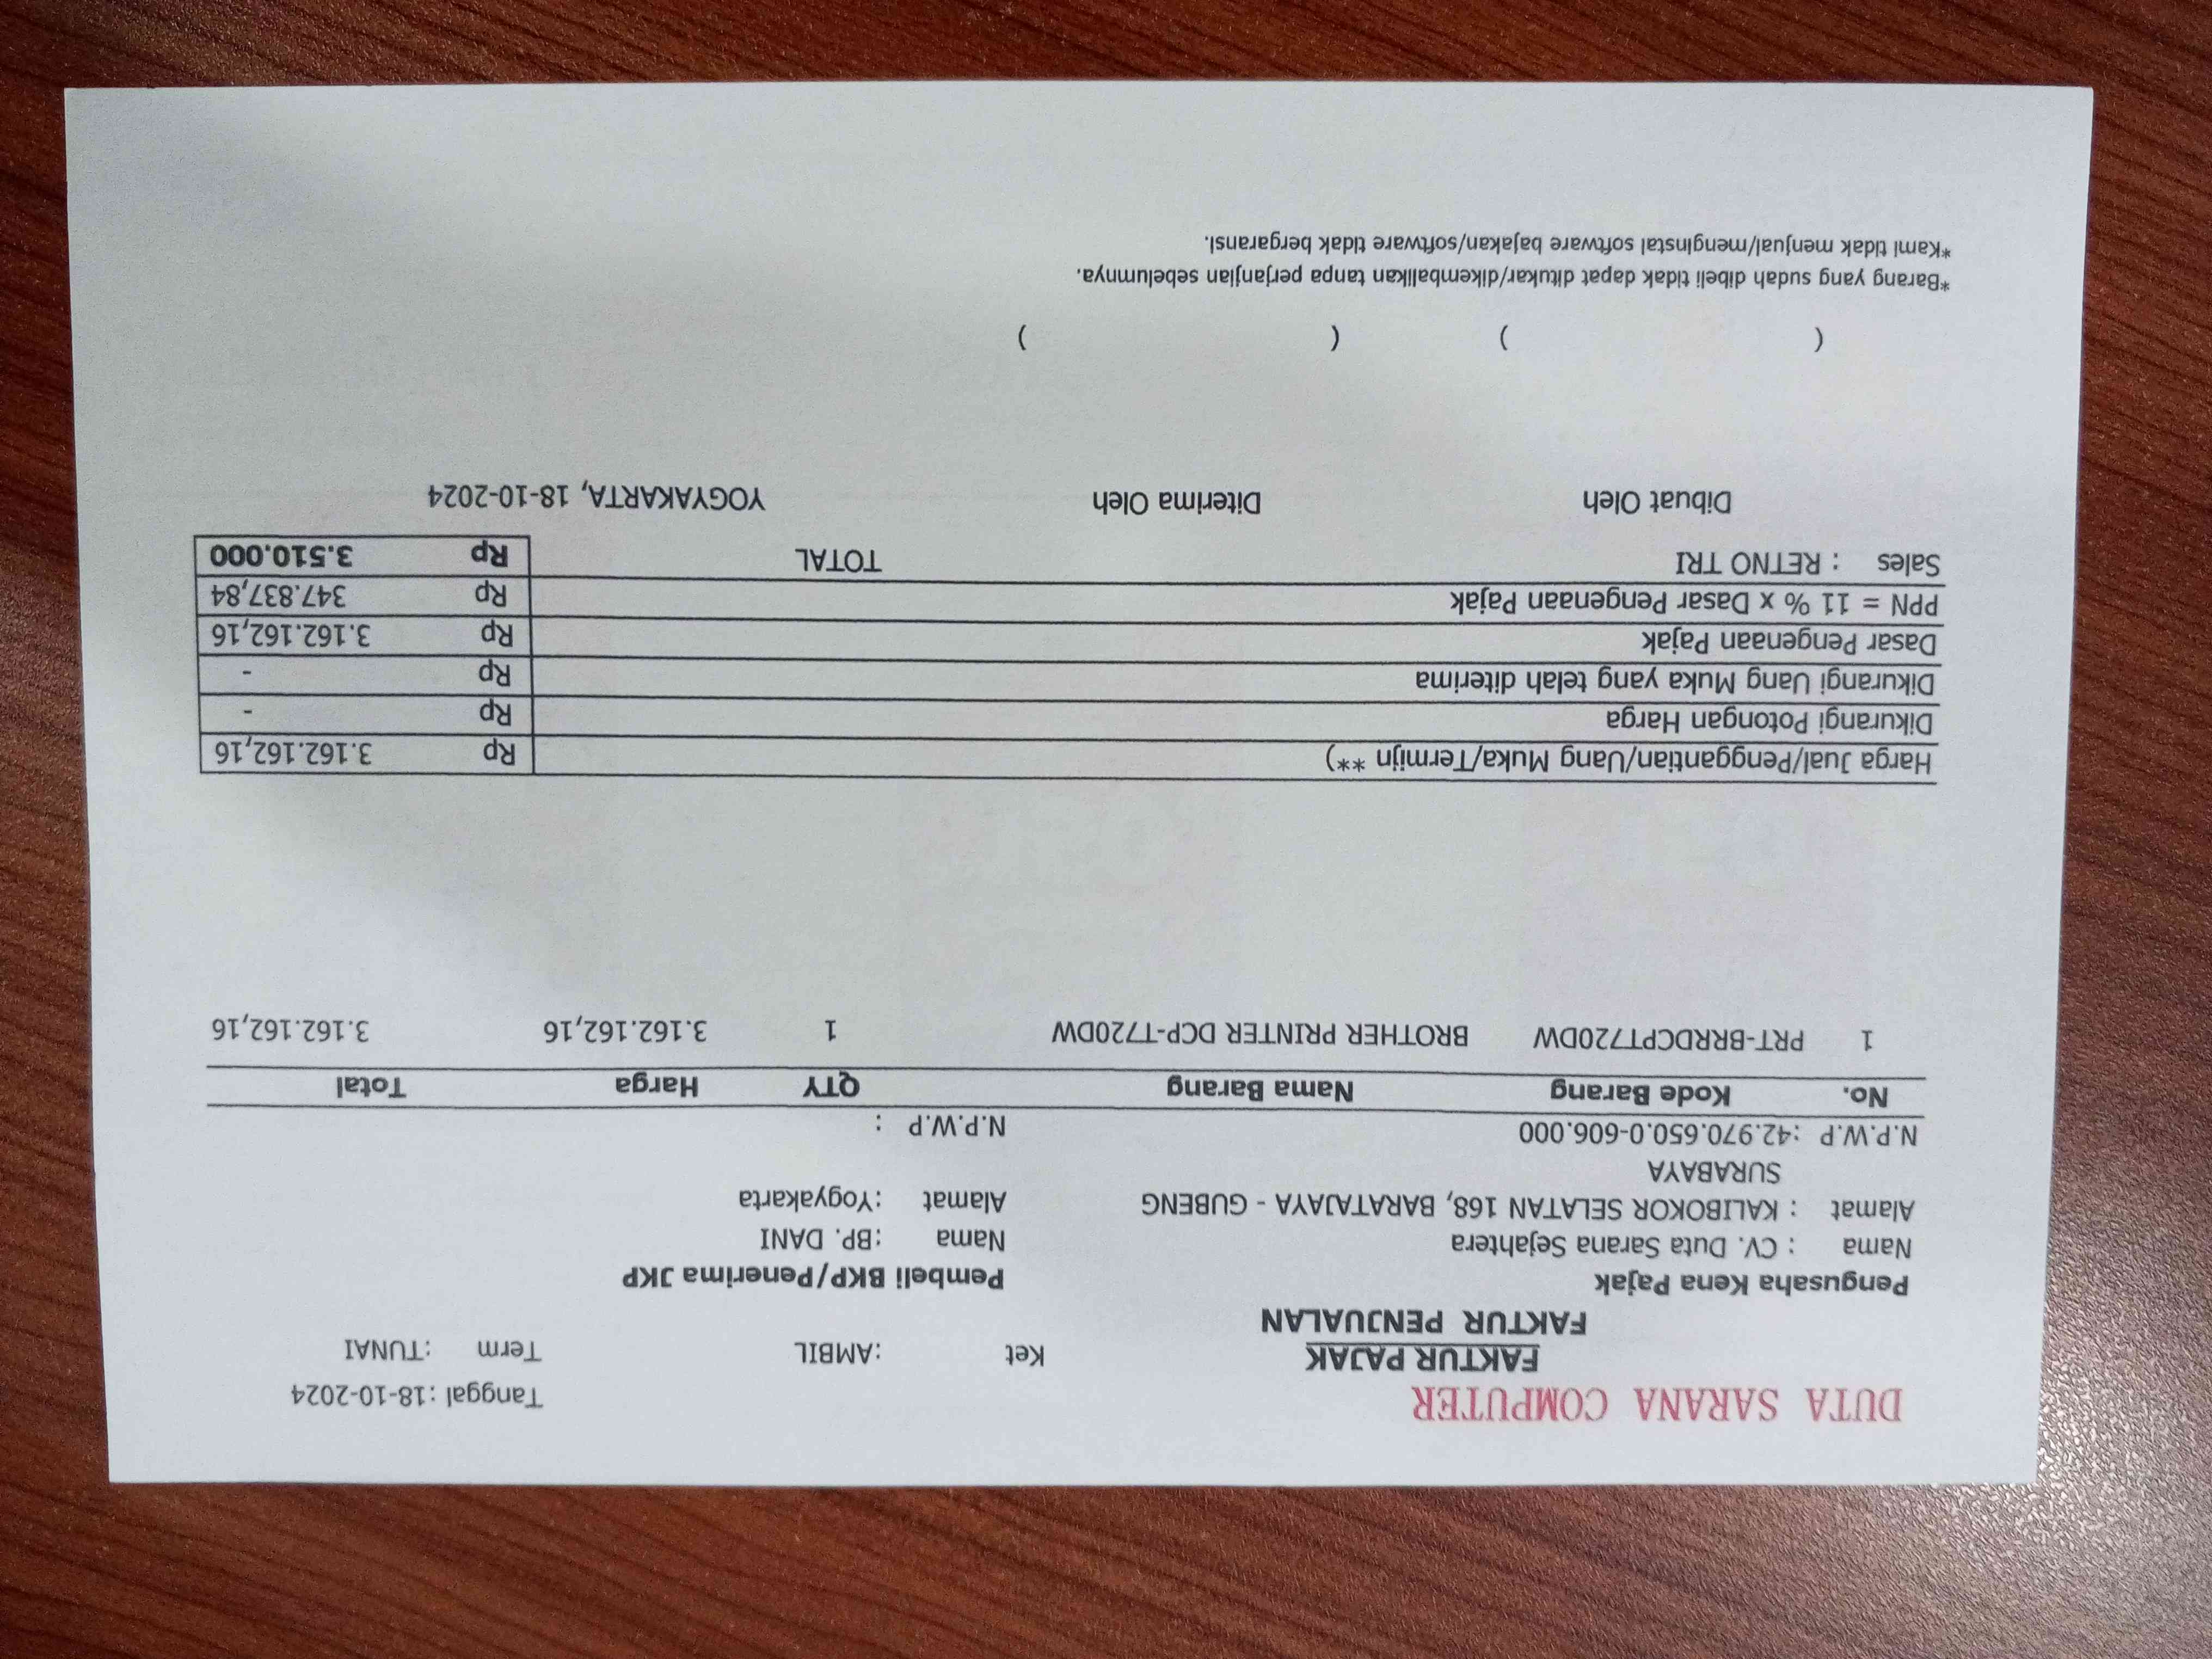 DUTA SARANA COMPUTER
Tanggal :18-10-2024
FAKTUR PAJAK Ket :AMBIL Term :TUNAI
FAKTUR PENJUALAN
Pengusaha Kena Pajak Pembeli BKP/Penerima JKP
Nama : CV. Duta Sarana Sejahtera Nama :BP. DANI
Alamat : KALIBOKOR SELATAN 168, BARATAJAYA - GUBENG Alamat :Yogyakarta
SURABAYA
N.P.W.P :42.970.650.0-606.000 N.P.W.P :
No. Kode Barang Nama Barang QTY Harga Total
1 PRT-BRRDCPT720DW BROTHER PRINTER DCP-T720DW 1 3.162.162,16 3.162.162,16
Harga Jual/Penggantian/Uang Muka/Termijn **) Rp 3.162.162,16
Dikurangi Potongan Harga Rp -
Dikurangi Uang Muka yang telah diterima Rp -
Dasar Pengenaan Pajak Rp 3.162.162,16
PPN = 11 % x Dasar Pengenaan Pajak Rp 347.837,84
Sales : RETNO TRI TOTAL Rp 3.510.000
Dibuat Oleh Diterima Oleh YOGYAKARTA, 18-10-2024
( ) ( )
*Barang yang sudah dibeli tidak dapat ditukar/dikembalikan tanpa perjanjian sebelumnya.
*Kami tidak menjual/menginstal software bajakan/software tidak bergaransi.